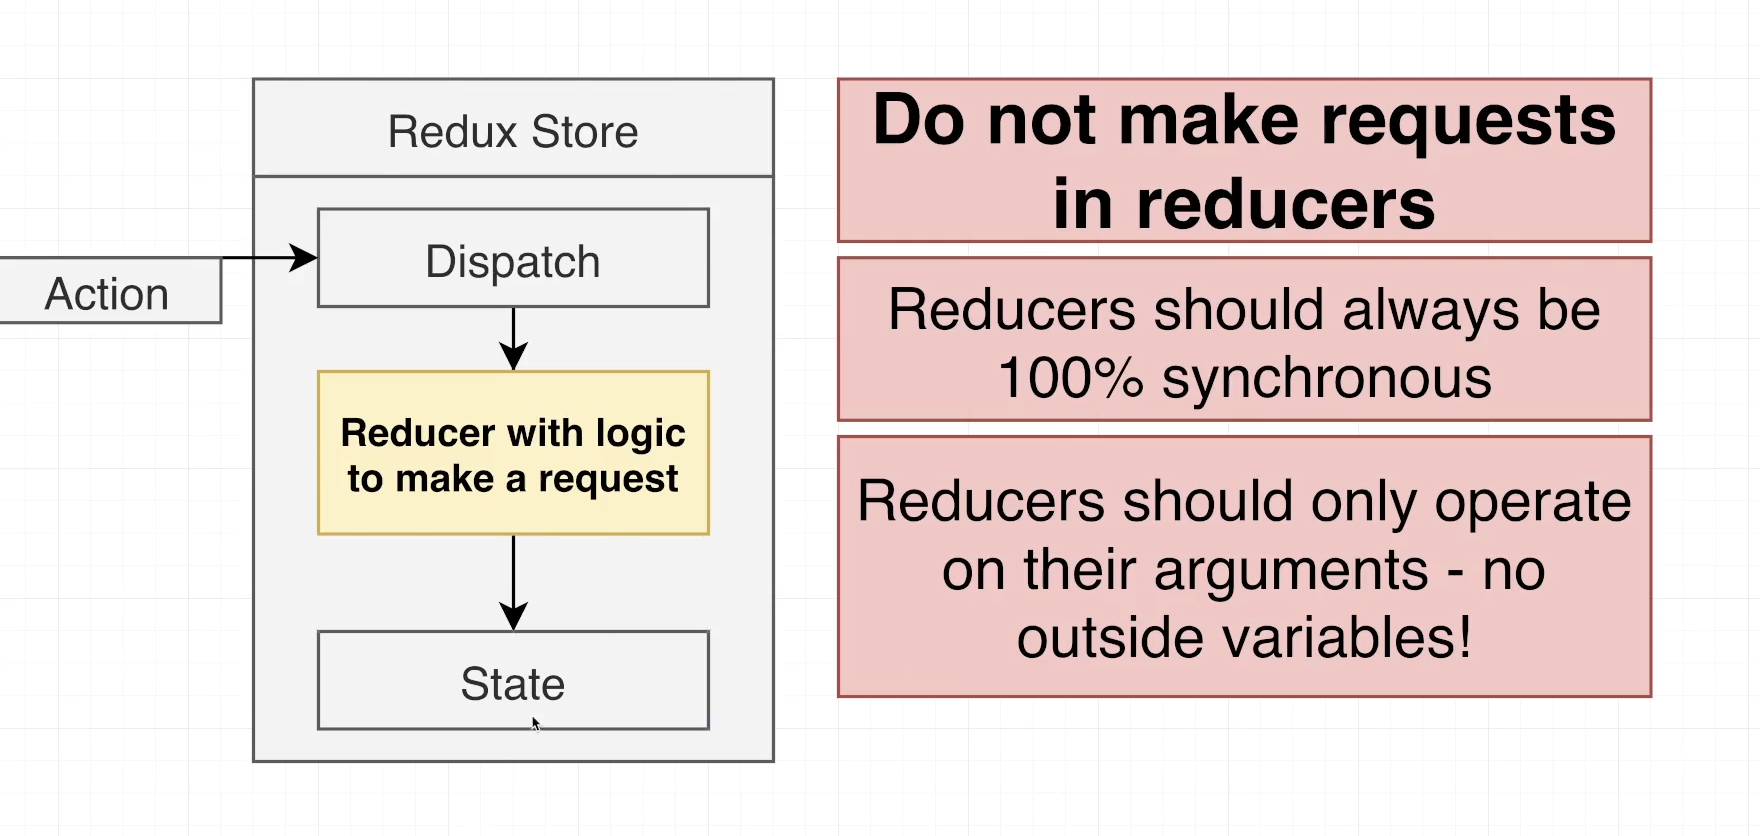 Redux Store
Action
Dispatch
Reducer with logic
to make a request
State
Do not make requests
in reducers
Reducers should always be
100% synchronous
Reducers should only operate
on their arguments - no
outside variables!